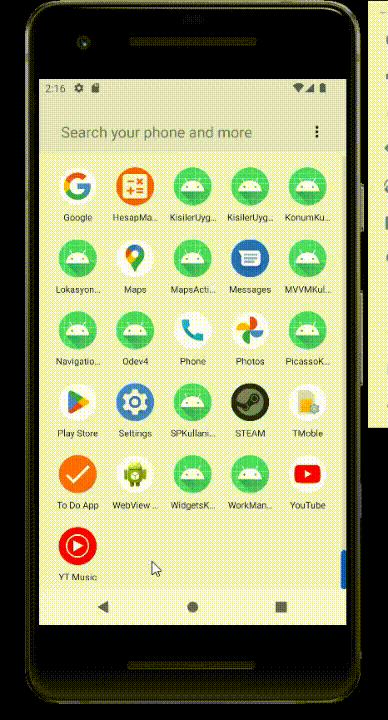 2:16
Search your phone and more
Google HesapMa... KisilerUyg... KisilerUyg... KonumKu...
Lokasyon... Maps MapsActi... Messages MVVMKul...
Navigatio... Odev4 Phone Photos PicassoK...
Play Store Settings SPKullani... STEAM TMoble
To Do App WebView ... WidgetsK... WorkMan... YouTube
YT Music